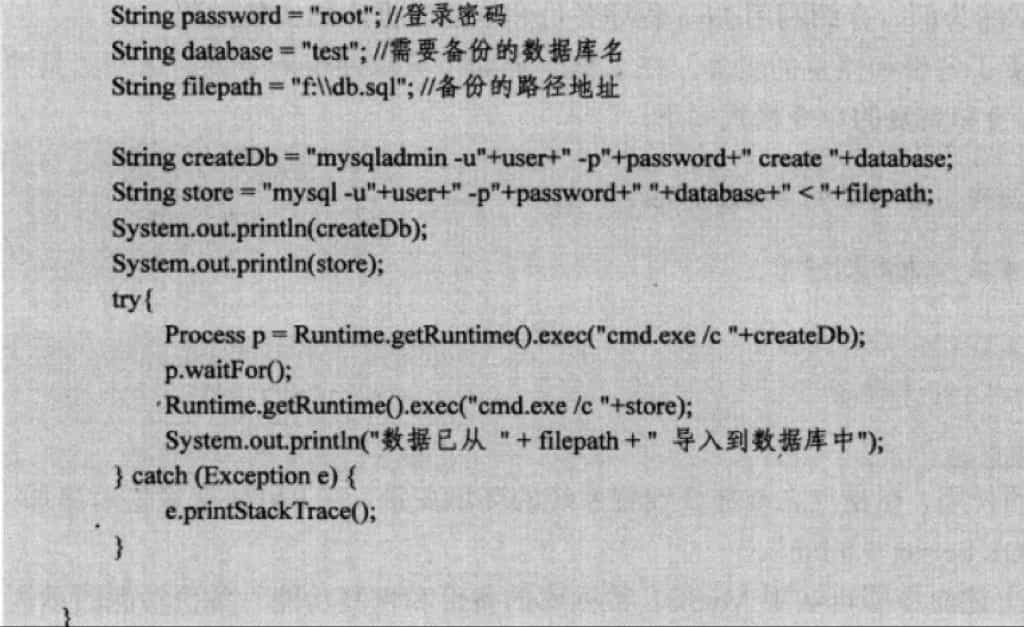 String password = "root"; //登录密码
String database = "test"; //需要备份的数据库名
String filepath = "f:\\db.sql"; //备份的路径地址
String createDb = "mysqladmin -u"+user+" -p"+password+" create "+database;
String store = "mysql -u"+user+" -p"+password+" "+database+" < "+filepath;
System.out.println(createDb);
System.out.println(store);
try{
Process p = Runtime.getRuntime().exec("cmd.exe /c "+createDb);
p.waitFor();
Runtime.getRuntime().exec("cmd.exe /c "+store);
System.out.println("数据已从 " + filepath + " 导入到数据库中");
} catch (Exception e) {
e.printStackTrace();
}
}